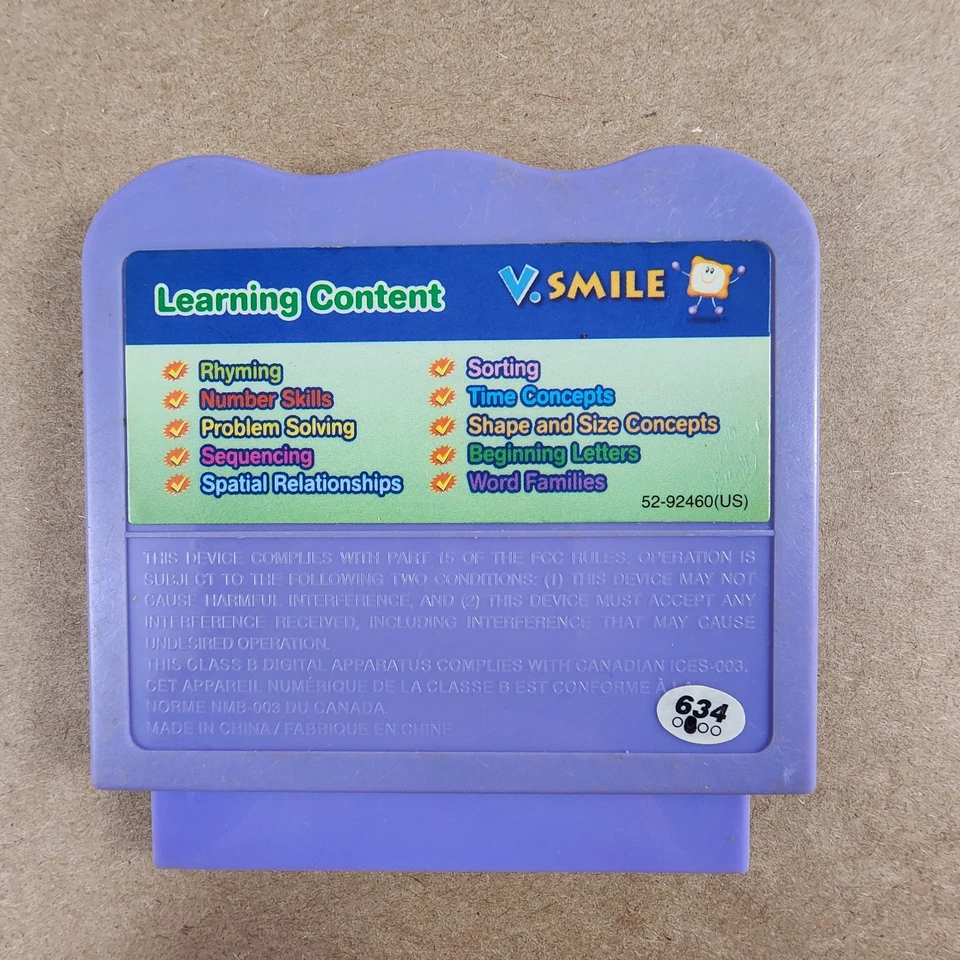 Learning Content
V.SMILE
Rhyming
Number Skills
Problem Solving
Sequencing
Spatial Relationships
Sorting
Time Concepts
Shape and Size Concepts
Beginning Letters
Word Families
52-92460(US)
THIS DEVICE COMPLIES WITH PART 15 OF THE FCC RULES. OPERATION IS
SUBJECT TO THE FOLLOWING TWO CONDITIONS: (1) THIS DEVICE MAY NOT
CAUSE HARMFUL INTERFERENCE, AND (2) THIS DEVICE MUST ACCEPT ANY
INTERFERENCE RECEIVED, INCLUDING INTERFERENCE THAT MAY CAUSE
UNDESIRED OPERATION.
THIS CLASS B DIGITAL APPARATUS COMPLIES WITH CANADIAN ICES-003.
CET APPAREIL NUMÉRIQUE DE LA CLASSE B EST CONFORME À LA
NORME NMB-003 DU CANADA.
MADE IN CHINA / FABRIQUE EN CHINE
634